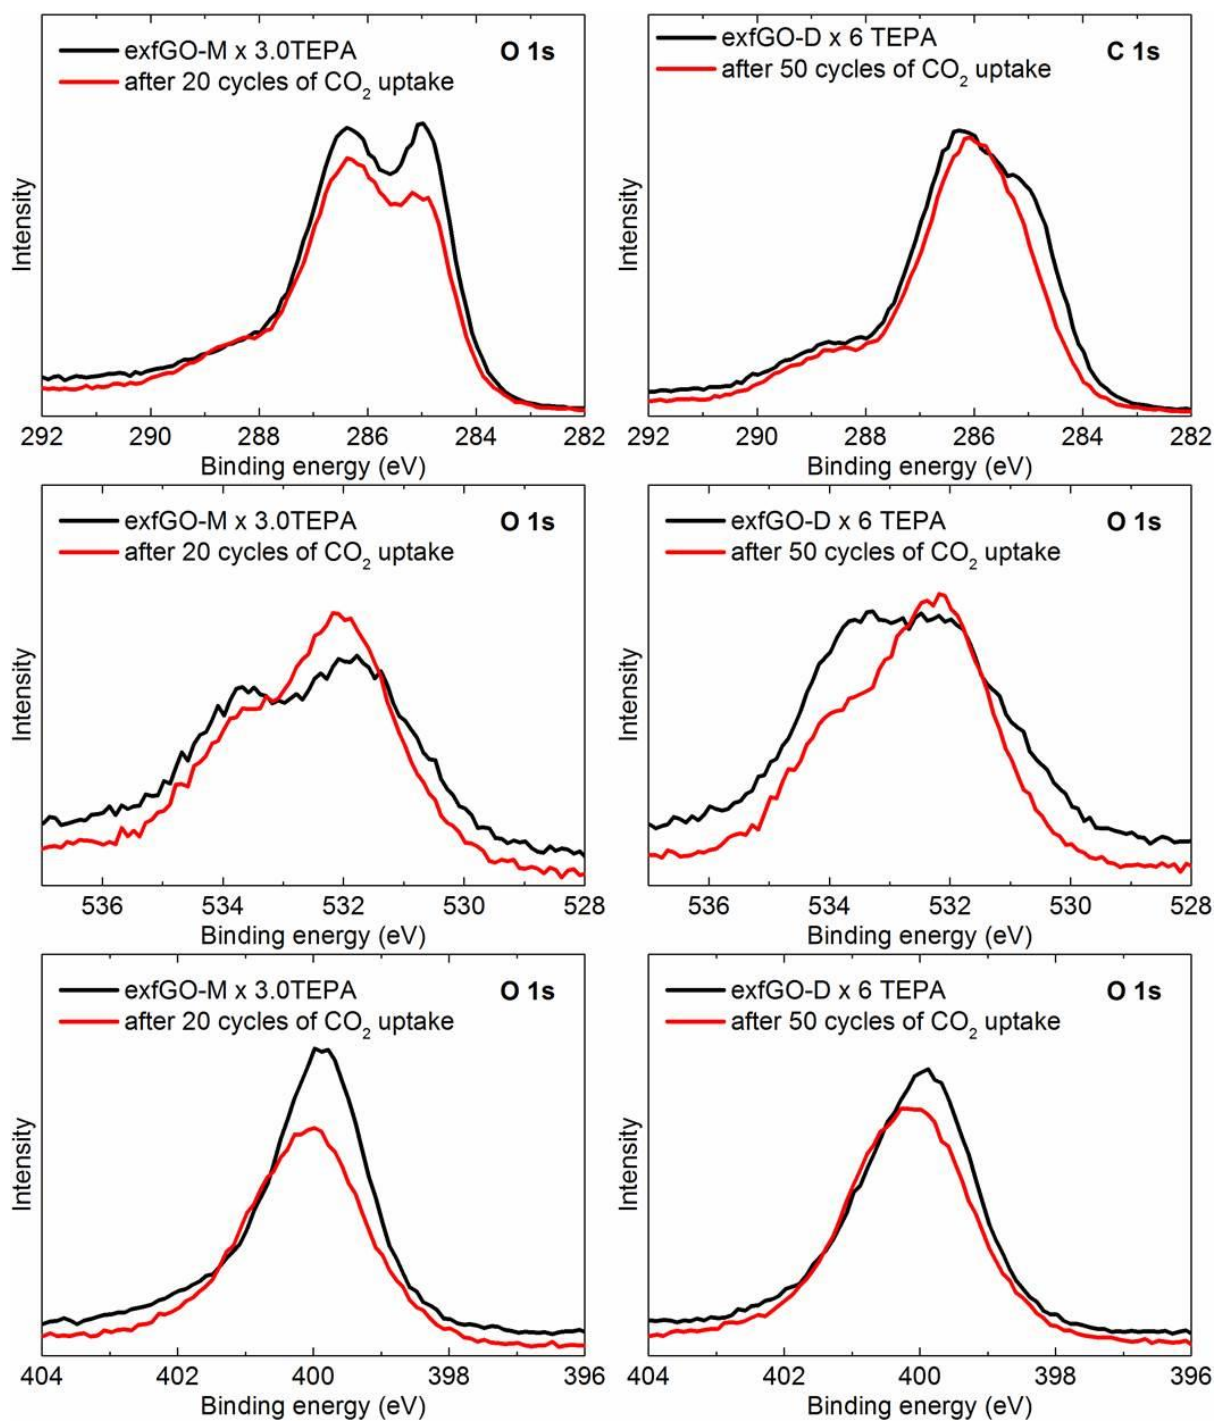 exfGO-M x 3.0TEPA
O 1s
after 20 cycles of CO2 uptake
Intensity
292 290 288 286 284 282
Binding energy (eV)
exfGO-D x 6 TEPA
C 1s
after 50 cycles of CO2 uptake
Intensity
292 290 288 286 284 282
Binding energy (eV)
exfGO-M x 3.0TEPA
O 1s
after 20 cycles of CO2 uptake
Intensity
536 534 532 530 528
Binding energy (eV)
exfGO-D x 6 TEPA
O 1s
after 50 cycles of CO2 uptake
Intensity
536 534 532 530 528
Binding energy (eV)
exfGO-M x 3.0TEPA
O 1s
after 20 cycles of CO2 uptake
Intensity
404 402 400 398 396
Binding energy (eV)
exfGO-D x 6 TEPA
O 1s
after 50 cycles of CO2 uptake
Intensity
404 402 400 398 396
Binding energy (eV)